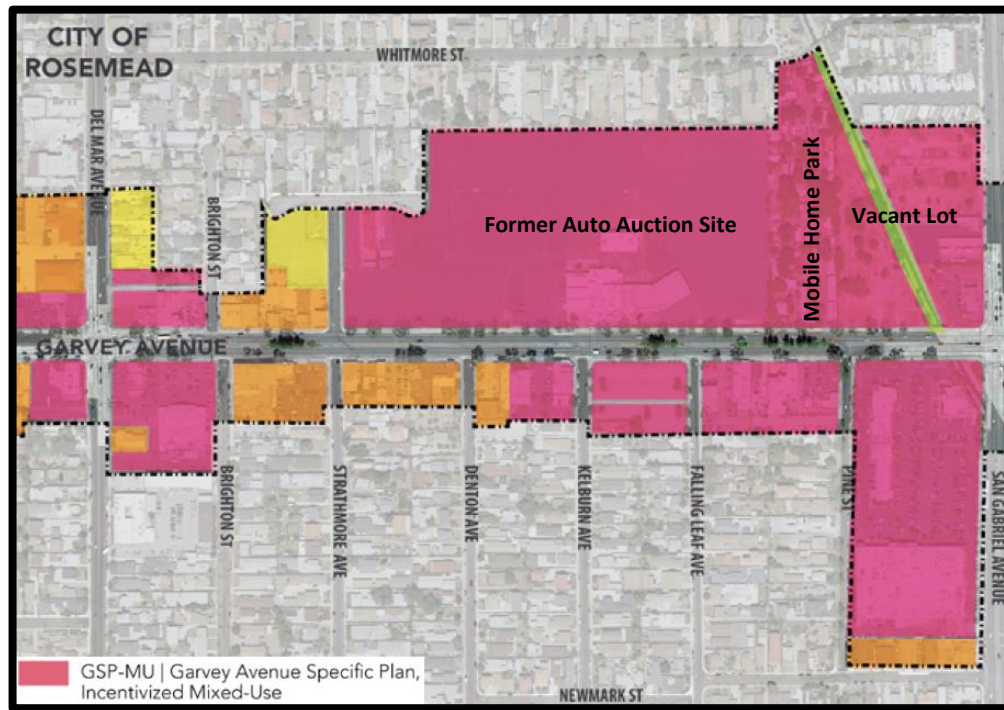 CITY OF
ROSEMEAD
WHITMORE ST
DEL MAR AVENUE
BRIGHTON ST
Former Auto Auction Site
Mobile Home Park
Vacant Lot
GARVEY AVENUE
BRIGHTON ST
STRATHMORE AVE
DENTON AVE
KELBURN AVE
FALLING LEAF AVE
PINE ST
SAN GABRIEL AVENUE
GSP-MU | Garvey Avenue Specific Plan,
Incentivized Mixed-Use
NEWMARK ST